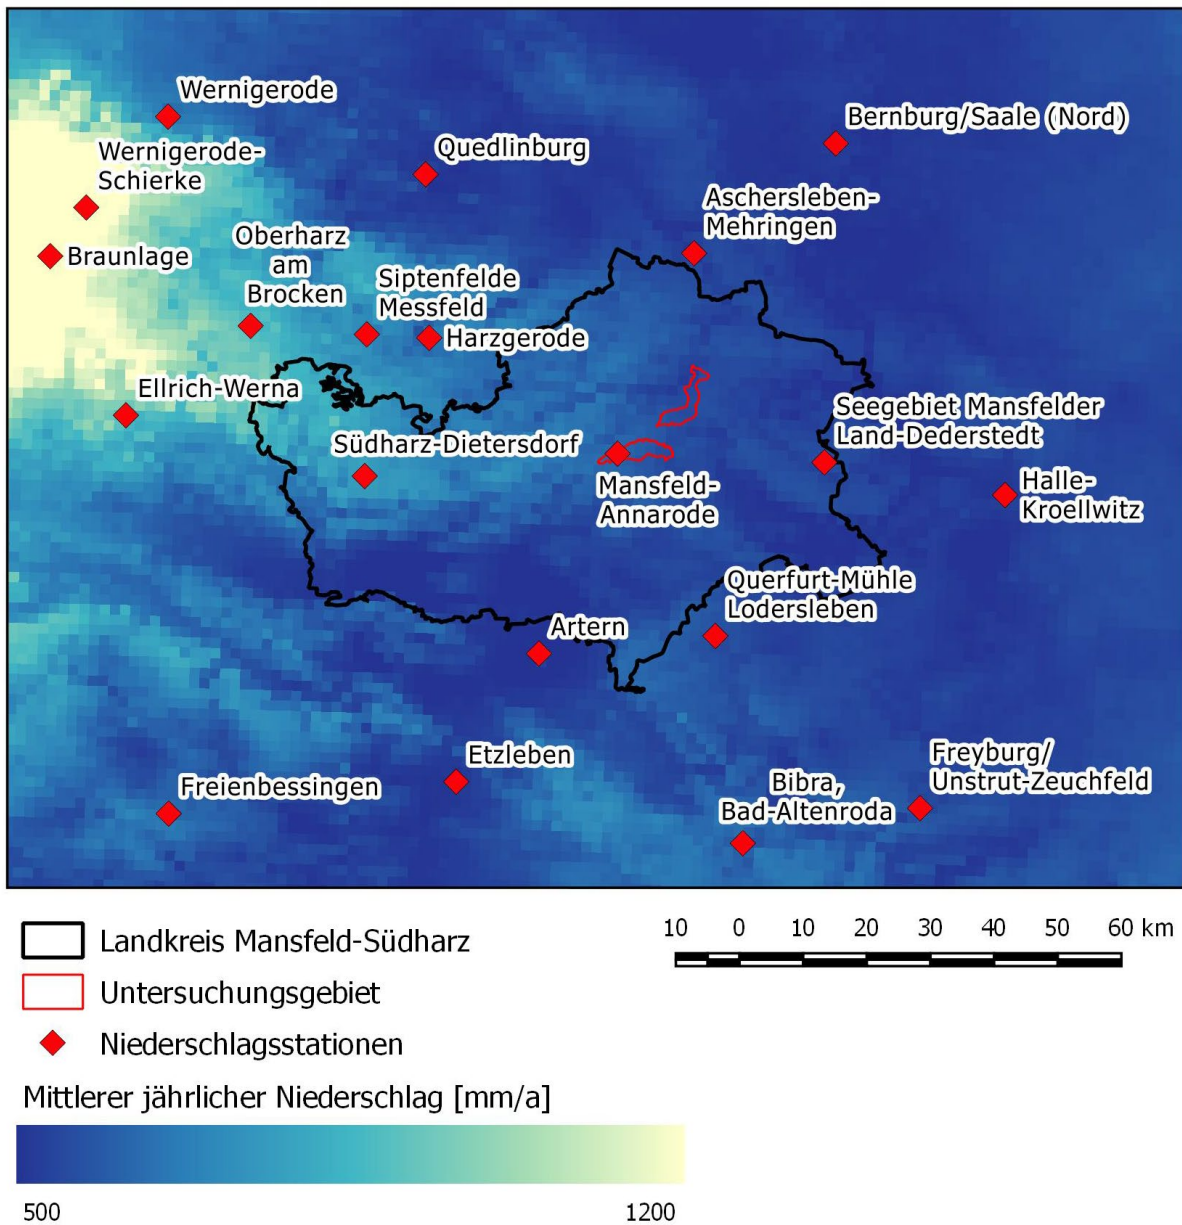 Wernigerode
Wernigerode-
Schierke
Braunlage
Quedlinburg
Bernburg/Saale (Nord)
Aschersleben-
Mehringen
Oberharz
am
Brocken
Siptenfelde
Messfeld
Harzgerode
Ellrich-Werna
Südharz-Dietersdorf
Seegebiet Mansfelder
Land-Dederstedt
Mansfeld-
Annarode
Halle-
Kroellwitz
Querfurt-Mühle
Lodersleben
Artern
Etzleben
Freienbessingen
Bibra,
Bad-Altenroda
Freyburg/
Unstrut-Zeuchfeld
Landkreis Mansfeld-Südharz
Untersuchungsgebiet
Niederschlagsstationen
10 0 10 20 30 40 50 60 km
Mittlerer jährlicher Niederschlag [mm/a]
500 1200